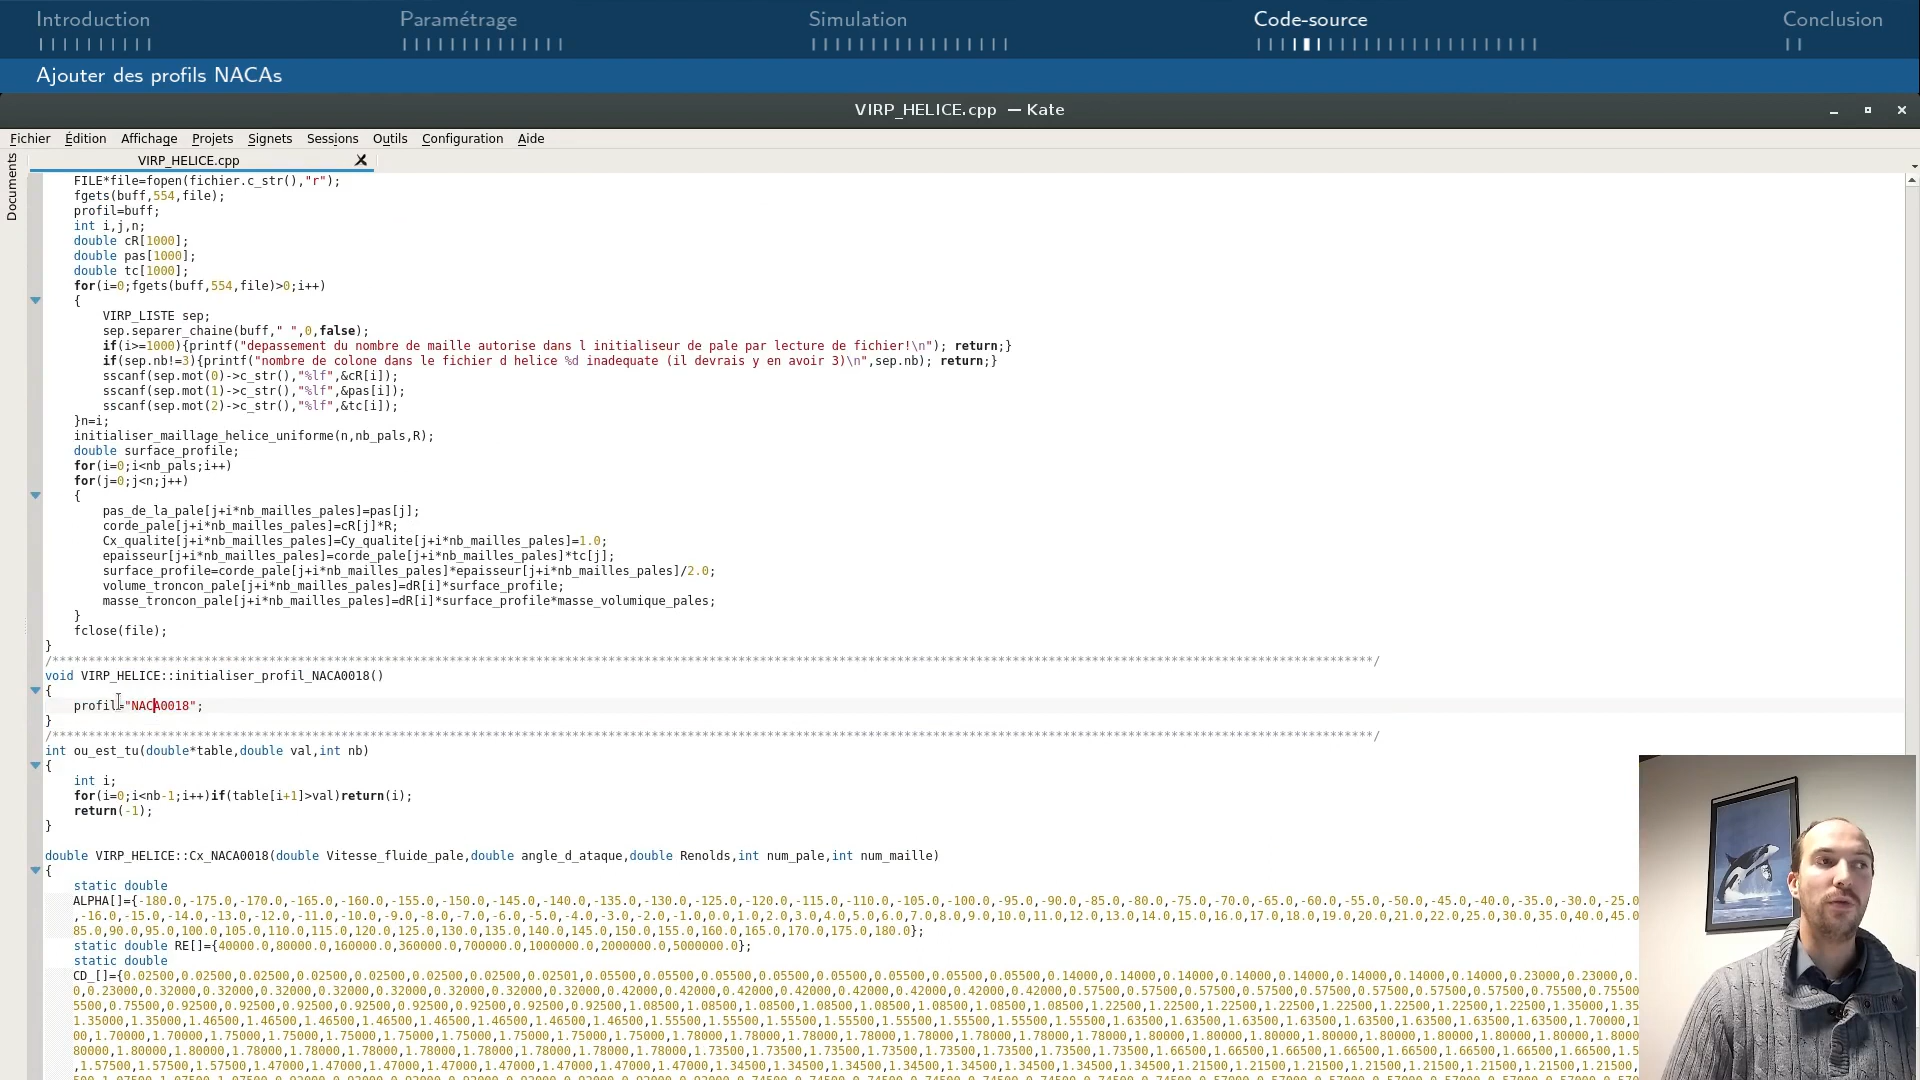 Introduction
Paramétrage
Simulation
Code-source
Conclusion
Ajouter des profils NACAs
VIRP_HELICE.cpp — Kate
Fichier Édition Affichage Projets Signets Sessions Outils Configuration Aide
Documents
VIRP_HELICE.cpp
FILE*file=fopen(fichier.c_str(),"r");
fgets(buff,554,file);
profil=buff;
int i,j,n;
double cR[1000];
double pas[1000];
double tc[1000];
for(i=0;fgets(buff,554,file)>0;i++)
{
VIRP_LISTE sep;
sep.separer_chaine(buff," ",0,false);
if(i>=1000){printf("depassement du nombre de maille autorise dans l initialiseur de pale par lecture de fichier!\n"); return;}
if(sep.nb!=3){printf("nombre de colone dans le fichier d helice %d inadequate (il devrais y en avoir 3)\n",sep.nb); return;}
sscanf(sep.mot(0)->c_str(),"%lf",&cR[i]);
sscanf(sep.mot(1)->c_str(),"%lf",&pas[i]);
sscanf(sep.mot(2)->c_str(),"%lf",&tc[i]);
}n=i;
initialiser_maillage_helice_uniforme(n,nb_pals,R);
double surface_profile;
for(i=0;i<nb_pals;i++)
for(j=0;j<n;j++)
{
pas_de_la_pale[j+i*nb_mailles_pales]=pas[j];
corde_pale[j+i*nb_mailles_pales]=cR[j]*R;
Cx_qualite[j+i*nb_mailles_pales]=Cy_qualite[j+i*nb_mailles_pales]=1.0;
epaisseur[j+i*nb_mailles_pales]=corde_pale[j+i*nb_mailles_pales]*tc[j];
surface_profile=corde_pale[j+i*nb_mailles_pales]*epaisseur[j+i*nb_mailles_pales]/2.0;
volume_troncon_pale[j+i*nb_mailles_pales]=dR[i]*surface_profile;
masse_troncon_pale[j+i*nb_mailles_pales]=dR[i]*surface_profile*masse_volumique_pales;
}
fclose(file);
}
void VIRP_HELICE::initialiser_profil_NACA0018()
{
profil="NACA0018";
}
int ou_est_tu(double*table,double val,int nb)
{
int i;
for(i=0;i<nb-1;i++)if(table[i+1]>val)return(i);
return(-1);
}
double VIRP_HELICE::Cx_NACA0018(double Vitesse_fluide_pale,double angle_d_ataque,double Renolds,int num_pale,int num_maille)
{
static double
ALPHA[]={-180.0,-175.0,-170.0,-165.0,-160.0,-155.0,-150.0,-145.0,-140.0,-135.0,-130.0,-125.0,-120.0,-115.0,-110.0,-105.0,-100.0,-95.0,-90.0,-85.0,-80.0,-75.0,-70.0,-65.0,-60.0,-55.0,-50.0,-45.0,-40.0,-35.0,-30.0,-25.0
,-16.0,-15.0,-14.0,-13.0,-12.0,-11.0,-10.0,-9.0,-8.0,-7.0,-6.0,-5.0,-4.0,-3.0,-2.0,-1.0,0.0,1.0,2.0,3.0,4.0,5.0,6.0,7.0,8.0,9.0,10.0,11.0,12.0,13.0,14.0,15.0,16.0,17.0,18.0,19.0,20.0,21.0,22.0,25.0,30.0,35.0,40.0,45.0
85.0,90.0,95.0,100.0,105.0,110.0,115.0,120.0,125.0,130.0,135.0,140.0,145.0,150.0,155.0,160.0,165.0,170.0,175.0,180.0};
static double RE[]={40000.0,80000.0,160000.0,360000.0,700000.0,1000000.0,2000000.0,5000000.0};
static double